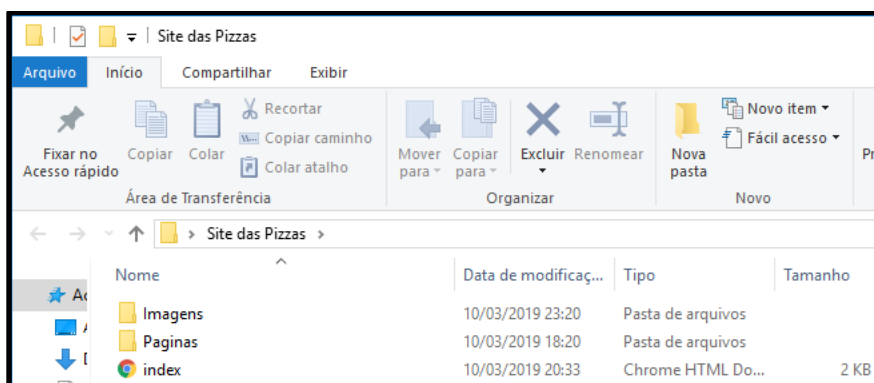 Site das Pizzas
Arquivo Início Compartilhar Exibir
Fixar no Acesso rápido
Copiar
Colar
Recortar
Copiar caminho
Colar atalho
Área de Transferência
Mover para
Copiar para
Excluir
Renomear
Organizar
Nova pasta
Novo item
Fácil acesso
Novo
Site das Pizzas
Nome Data de modificaç... Tipo Tamanho
Imagens 10/03/2019 23:20 Pasta de arquivos
Paginas 10/03/2019 18:20 Pasta de arquivos
index 10/03/2019 20:33 Chrome HTML Do... 2 KB